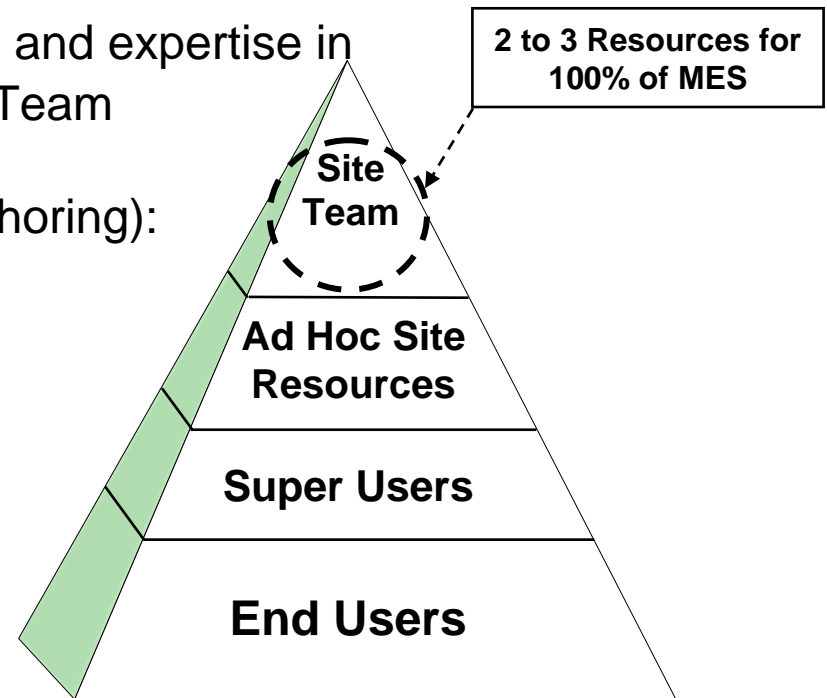 and expertise in
Team
horing):
2 to 3 Resources for
100% of MES
Site
Team
Ad Hoc Site
Resources
Super Users
End Users